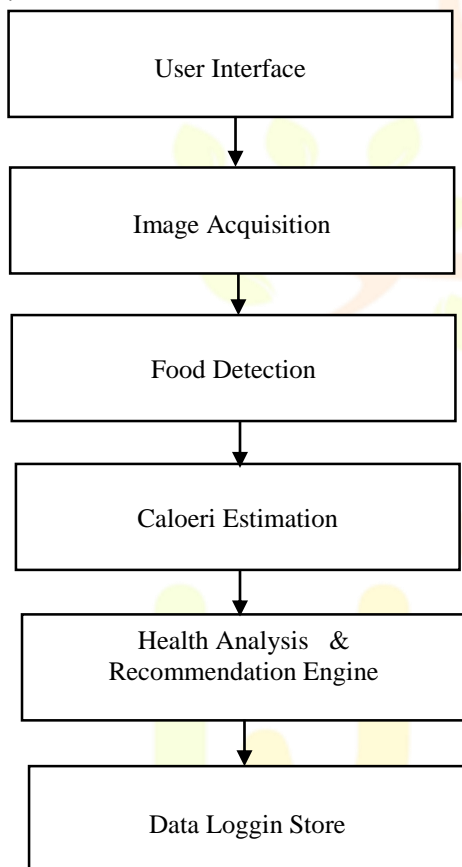 User Interface
Image Acquisition
Food Detection
Caloeri Estimation
Health Analysis &
Recommendation Engine
Data Loggin Store